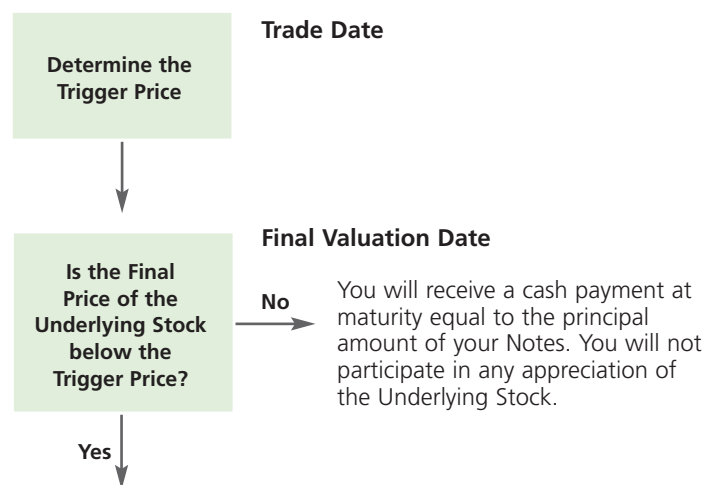 Trade Date
Determine the
Trigger Price
Final Valuation Date
Is the Final
Price of the
Underlying Stock
below the
Trigger Price?
No
You will receive a cash payment at
maturity equal to the principal
amount of your Notes. You will not
participate in any appreciation of
the Underlying Stock.
Yes